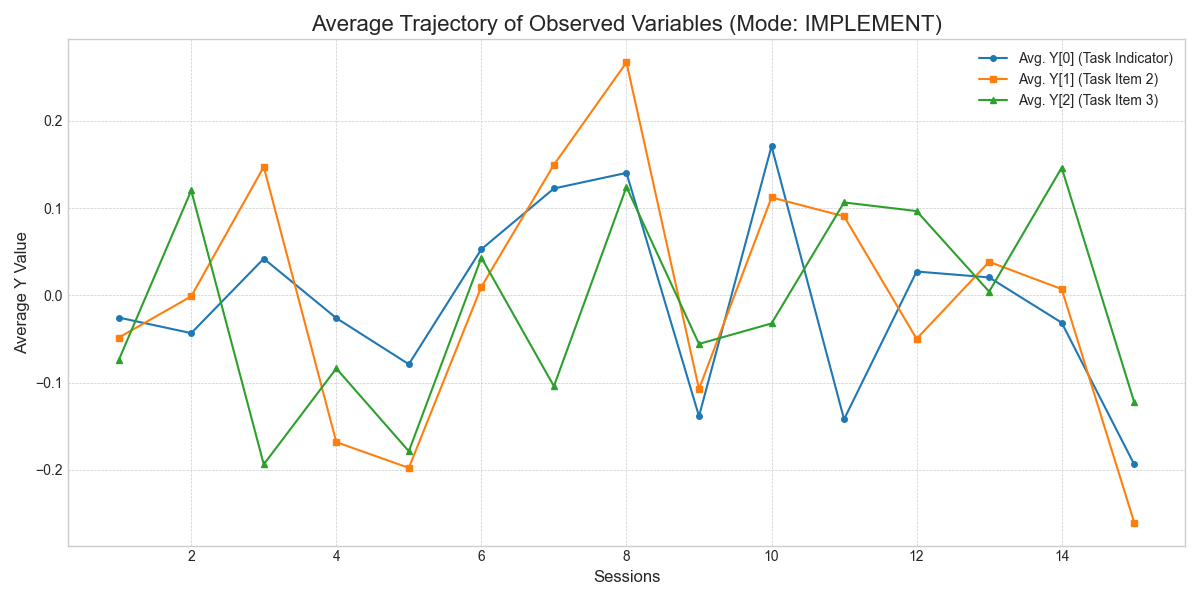 Average Trajectory of Observed Variables (Mode: IMPLEMENT)
Avg. Y[0] (Task Indicator)
Avg. Y[1] (Task Item 2)
Avg. Y[2] (Task Item 3)
Average Y Value
0.2
0.1
0.0
−0.1
−0.2
2 4 6 8 10 12 14
Sessions